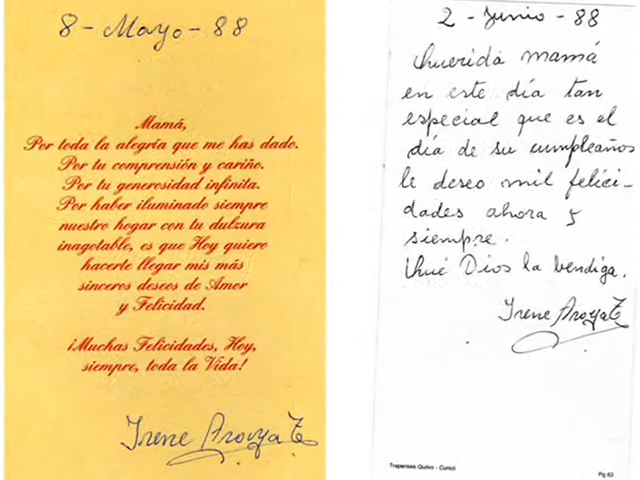 8 - Mayo - 88
Mamá,
Por toda la alegría que me has dado.
Por tu comprensión y cariño.
Por tu generosidad infinita.
Por haber iluminado siempre
nuestro hogar con tu dulzura
inagotable, es que Hoy quiero
hacerte llegar mis más
sinceros deseos de Amor
y Felicidad.
¡Muchas Felicidades, Hoy,
siempre, toda la Vida!
Irene Aroya Z
2 - Junio - 88
Querida mamá
en este día tan
especial que es el
día de su cumpleaños
le deseo mil felici-
dades ahora y
siempre.
Qué Dios la bendiga.
Irene Aroya Z
Trapenses Quilvo - Curicó
Pg 63